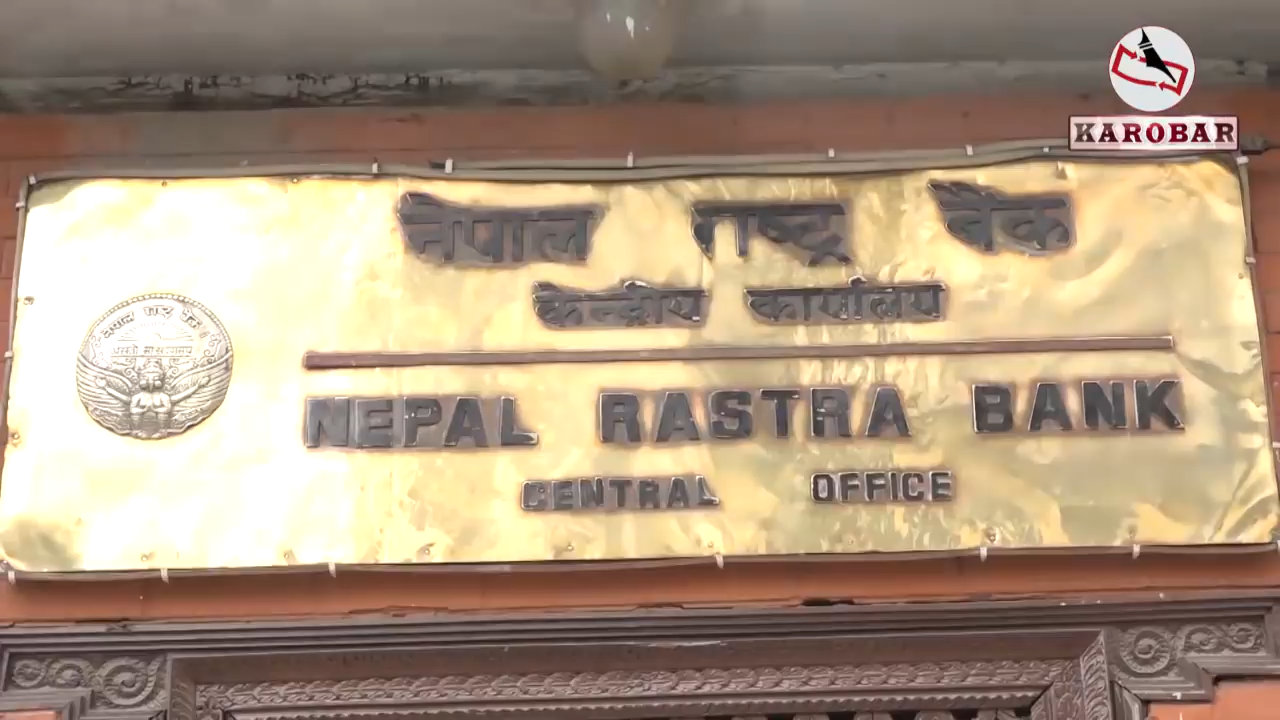 KAROBAR
नेपाल राष्ट्र बैंक
केन्द्रीय कार्यालय
NEPAL RASTRA BANK
CENTRAL OFFICE